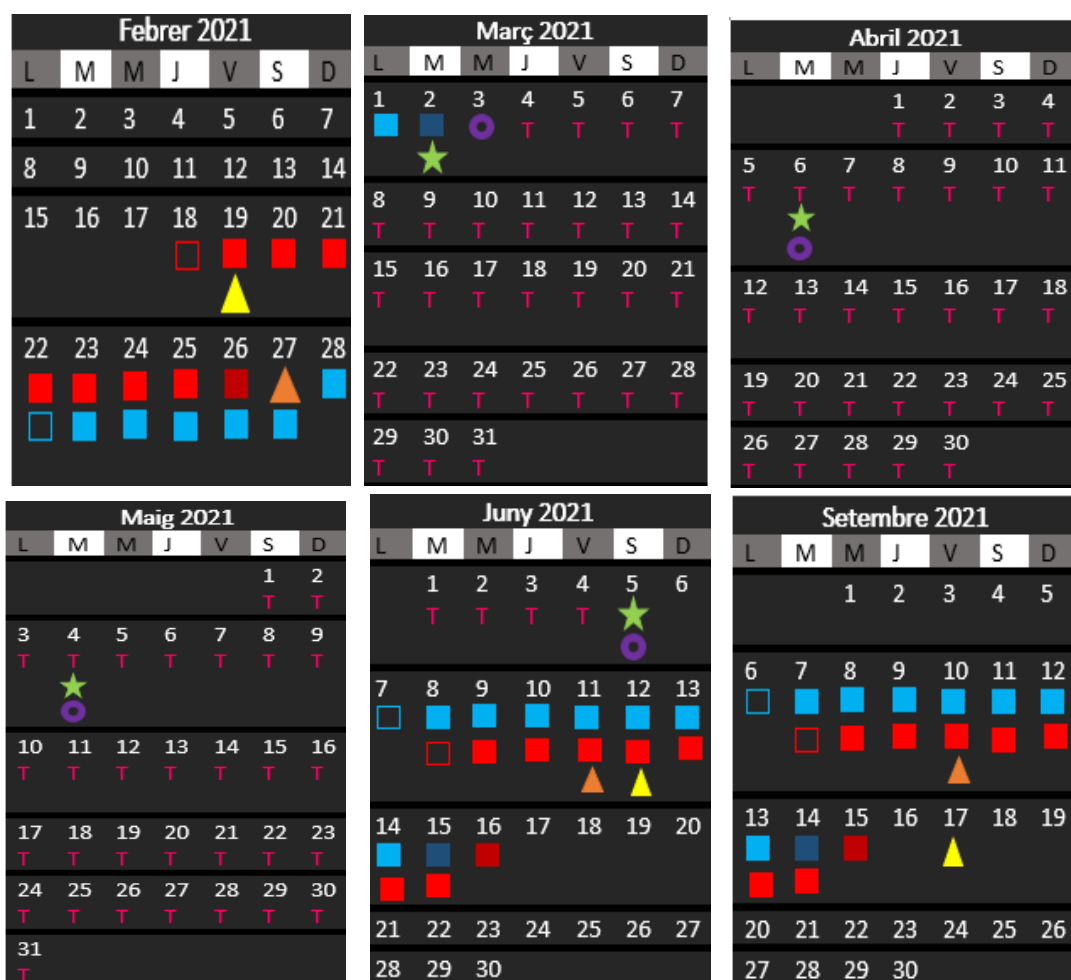 Febrer 2021
L M M J V S D
1 2 3 4 5 6 7
8 9 10 11 12 13 14
15 16 17 18 19 20 21
22 23 24 25 26 27 28
Març 2021
L M M J V S D
1 2 3 4 5 6 7
T T T T
8 9 10 11 12 13 14
T T T T T T T
15 16 17 18 19 20 21
T T T T T T T
22 23 24 25 26 27 28
T T T T T T T
29 30 31
T T T
Abril 2021
L M M J V S D
1 2 3 4
T T T T
5 6 7 8 9 10 11
T T T T T T T
12 13 14 15 16 17 18
T T T T T T T
19 20 21 22 23 24 25
T T T T T T T
26 27 28 29 30
T T T T T
Maig 2021
L M M J V S D
1 2
T T
3 4 5 6 7 8 9
T T T T T T T
10 11 12 13 14 15 16
T T T T T T T
17 18 19 20 21 22 23
T T T T T T T
24 25 26 27 28 29 30
T T T T T T T
31
T
Juny 2021
L M M J V S D
1 2 3 4 5 6
T T T T
7 8 9 10 11 12 13
14 15 16 17 18 19 20
21 22 23 24 25 26 27
28 29 30
Setembre 2021
L M M J V S D
1 2 3 4 5
6 7 8 9 10 11 12
13 14 15 16 17 18 19
20 21 22 23 24 25 26
27 28 29 30